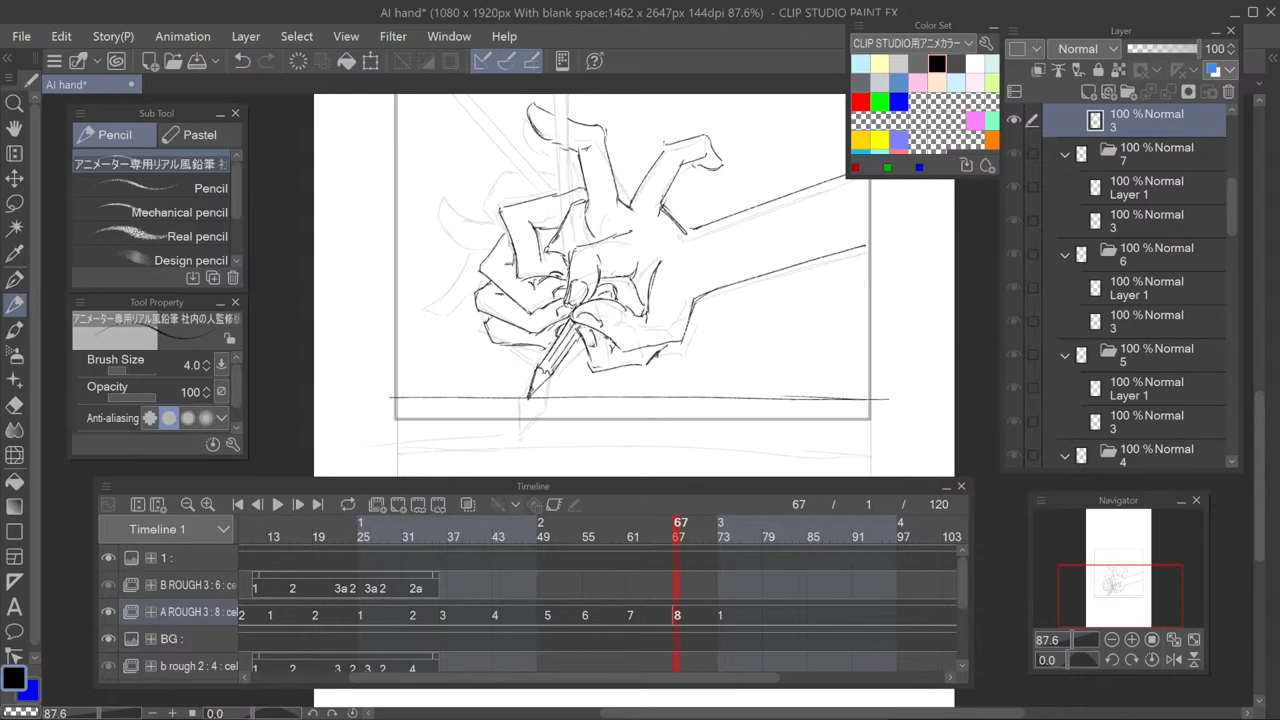 AI hand* (1080 x 1920px With blank space:1462 x 2647px 144dpi 87.6%) - CLIP STUDIO PAINT EX
File Edit Story(P) Animation Layer Select View Filter Window Help
AI hand*
Sub Tool
Pencil Pastel
アニメーター専用リアル風鉛筆 社
Pencil
Mechanical pencil
Real pencil
Design pencil
Tool Property
アニメーター専用リアル風鉛筆 社内の人監修
Brush Size 4.0
Opacity 100
Anti-aliasing
Color Set
CLIP STUDIO用アニメカラー
Layer
Normal 100
100 % Normal
3
100 % Normal
7
100 % Normal
Layer 1
100 % Normal
3
100 % Normal
6
100 % Normal
Layer 1
100 % Normal
3
100 % Normal
5
100 % Normal
Layer 1
100 % Normal
3
100 % Normal
4
Timeline
67 / 1 / 120
Timeline 1
1 2 67 3 4
13 19 25 31 37 43 49 55 61 67 73 79 85 91 97 103
1 :
B ROUGH 3 : 6 : ce 1 2 3a 2 3a 2 2a
A ROUGH 3 : 8 : cel 2 1 2 1 2 3 4 5 6 7 8 1
BG :
b rough 2 : 4 : cel 1 2 3 2 3 2 4
Navigator
87.6
0.0
87.6 0.0